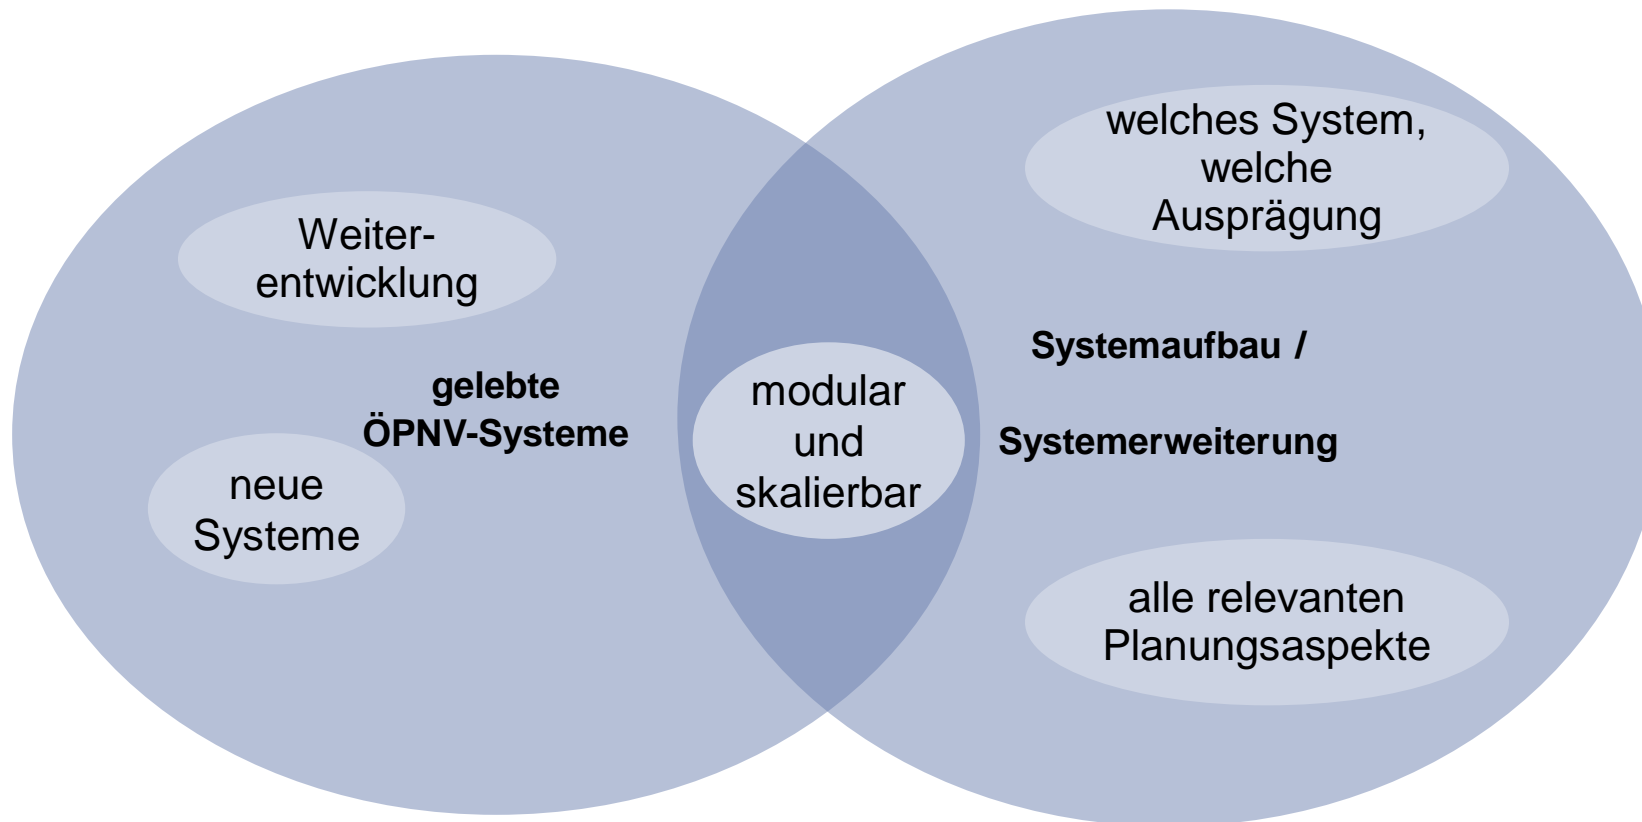 Weiter-
entwicklung
gelebte
ÖPNV-Systeme
neue
Systeme
modular
und
skalierbar
welches System,
welche
Ausprägung
Systemaufbau /
Systemerweiterung
alle relevanten
Planungsaspekte